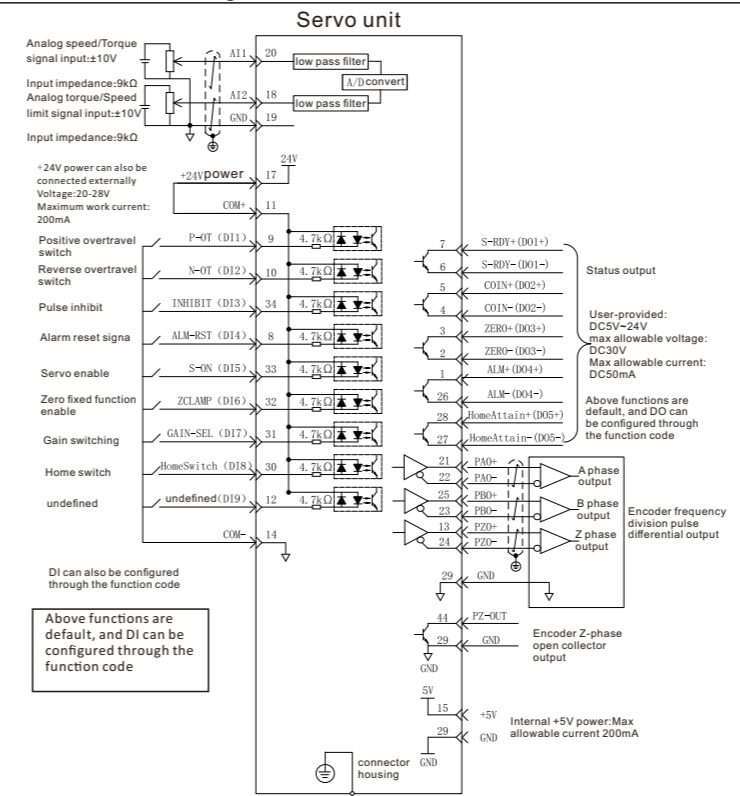 Servo unit
Analog speed/Torque
signal input:±10V
Input impedance:9kΩ
Analog torque/Speed
limit signal input:±10V
Input impedance:9kΩ
AI1 20
low pass filter
A/D convert
AI2 18
low pass filter
GND 19
+24V power can also be
connected externally
Voltage:20-28V
Maximum work current:
200mA
24V
+24Vpower 17
COM+ 11
Positive overtravel
switch
P-OT (DI1) 9 4.7kΩ
Reverse overtravel
switch
N-OT (DI2) 10 4.7kΩ
Pulse inhibit
INHIBIT (DI3) 34 4.7kΩ
Alarm reset signa
ALM-RST (DI4) 8 4.7kΩ
Servo enable
S-ON (DI5) 33 4.7kΩ
Zero fixed function
enable
ZCLAMP (DI6) 32 4.7kΩ
Gain switching
GAIN-SEL (DI7) 31 4.7kΩ
Home switch
HomeSwitch (DI8) 30 4.7kΩ
undefined
undefined(DI9) 12 4.7kΩ
COM- 14
DI can also be configured
through the function code
Above functions are
default, and DI can be
configured through the
function code
7 S-RDY+(DO1+)
6 S-RDY-(DO1-)
5 COIN+(DO2+)
4 COIN-(DO2-)
3 ZERO+(DO3+)
2 ZERO-(DO3-)
1 ALM+(DO4+)
26 ALM-(DO4-)
28 HomeAttain+(DO5+)
27 HomeAttain-(DO5-)
Status output
User-provided:
DC5V~24V
max allowable voltage:
DC30V
Max allowable current:
DC50mA
Above functions are
default, and DO can
be configured through
the function code
21 PAO+
22 PAO-
A phase
output
25 PBO+
23 PBO-
B phase
output
13 PZO+
24 PZO-
Z phase
output
Encoder frequency
division pulse
differential output
29 GND
44 PZ-OUT
29 GND
GND
Encoder Z-phase
open collector
output
5V
15 +5V
29 GND
GND
Internal +5V power:Max
allowable current 200mA
connector
housing